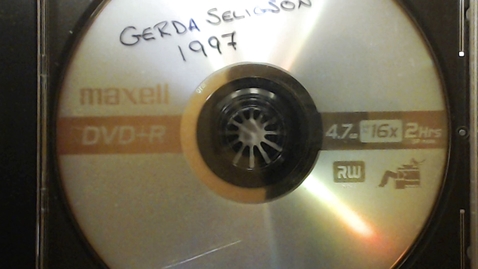 GERDA SELIGSON
1997
maxell
DVD+R
4.7GB 16x 2Hrs
RW